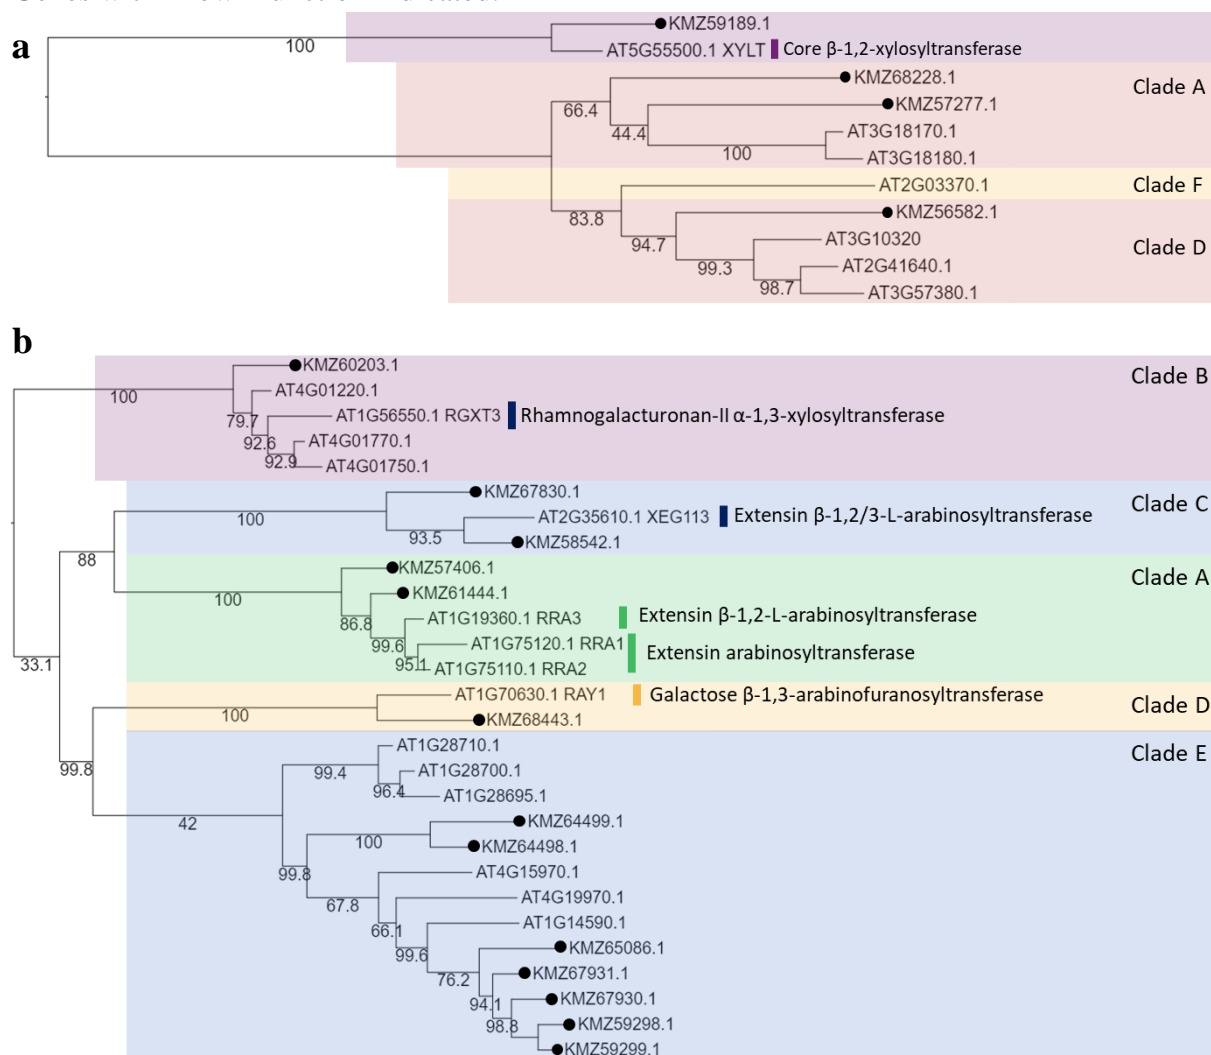 a
KMZ59189.1
100
AT5G55500.1 XYLT Core β-1,2-xylosyltransferase
KMZ68228.1
Clade A
66.4
KMZ57277.1
44.4
AT3G18170.1
100
AT3G18180.1
AT2G03370.1
Clade F
83.8
KMZ56582.1
94.7
AT3G10320
Clade D
99.3
AT2G41640.1
98.7
AT3G57380.1
b
KMZ60203.1
Clade B
100
AT4G01220.1
79.7
AT1G56550.1 RGXT3 Rhamnogalacturonan-II α-1,3-xylosyltransferase
92.6
AT4G01770.1
92.9
AT4G01750.1
KMZ67830.1
Clade C
100
AT2G35610.1 XEG113 Extensin β-1,2/3-L-arabinosyltransferase
93.5
KMZ58542.1
88
KMZ57406.1
Clade A
100
KMZ61444.1
86.8
AT1G19360.1 RRA3 Extensin β-1,2-L-arabinosyltransferase
99.6
AT1G75120.1 RRA1
Extensin arabinosyltransferase
95.1
AT1G75110.1 RRA2
33.1
AT1G70630.1 RAY1 Galactose β-1,3-arabinofuranosyltransferase
Clade D
100
KMZ68443.1
AT1G28710.1
Clade E
99.8
99.4
AT1G28700.1
96.4
AT1G28695.1
42
KMZ64499.1
100
KMZ64498.1
99.8
AT4G15970.1
67.8
AT4G19970.1
66.1
AT1G14590.1
99.6
KMZ65086.1
76.2
KMZ67931.1
94.1
KMZ67930.1
98.8
KMZ59298.1
KMZ59299.1